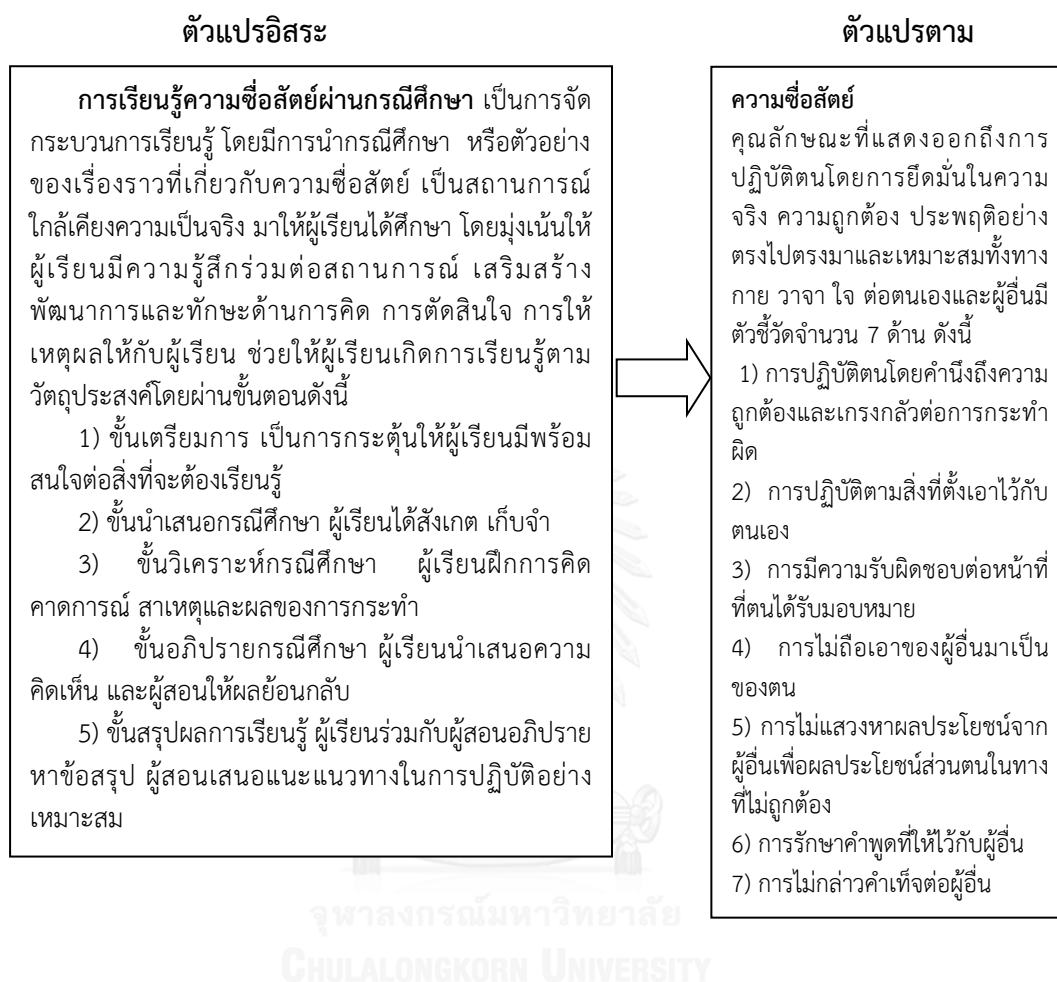 ตัวแปรอิสระ
การเรียนรู้ความซื่อสัตย์ผ่านกรณีศึกษา เป็นการจัด
กระบวนการเรียนรู้ โดยมีการนำกรณีศึกษา หรือตัวอย่าง
ของเรื่องราวที่เกี่ยวกับความซื่อสัตย์ เป็นสถานการณ์
ใกล้เคียงความเป็นจริง มาให้ผู้เรียนได้ศึกษา โดยมุ่งเน้นให้
ผู้เรียนมีความรู้สึกร่วมต่อสถานการณ์ เสริมสร้าง
พัฒนาการและทักษะด้านการคิด การตัดสินใจ การให้
เหตุผลให้กับผู้เรียน ช่วยให้ผู้เรียนเกิดการเรียนรู้ตาม
วัตถุประสงค์โดยผ่านขั้นตอนดังนี้
1) ขั้นเตรียมการ เป็นการกระตุ้นให้ผู้เรียนมีพร้อม
สนใจต่อสิ่งที่จะต้องเรียนรู้
2) ขั้นนำเสนอกรณีศึกษา ผู้เรียนได้สังเกต เก็บจำ
3) ขั้นวิเคราะห์กรณีศึกษา ผู้เรียนฝึกการคิด
คาดการณ์ สาเหตุและผลของการกระทำ
4) ขั้นอภิปรายกรณีศึกษา ผู้เรียนนำเสนอความ
คิดเห็น และผู้สอนให้ผลย้อนกลับ
5) ขั้นสรุปผลการเรียนรู้ ผู้เรียนร่วมกับผู้สอนอภิปราย
หาข้อสรุป ผู้สอนเสนอแนะแนวทางในการปฏิบัติอย่าง
เหมาะสม
ตัวแปรตาม
ความซื่อสัตย์
คุณลักษณะที่แสดงออกถึงการ
ปฏิบัติตนโดยการยึดมั่นในความ
จริง ความถูกต้อง ประพฤติอย่าง
ตรงไปตรงมาและเหมาะสมทั้งทาง
กาย วาจา ใจ ต่อตนเองและผู้อื่นมี
ตัวชี้วัดจำนวน 7 ด้าน ดังนี้
1) การปฏิบัติตนโดยคำนึงถึงความ
ถูกต้องและเกรงกลัวต่อการกระทำ
ผิด
2) การปฏิบัติตามสิ่งที่ตั้งเอาไว้กับ
ตนเอง
3) การมีความรับผิดชอบต่อหน้าที่
ที่ตนได้รับมอบหมาย
4) การไม่ถือเอาของผู้อื่นมาเป็น
ของตน
5) การไม่แสวงหาผลประโยชน์จาก
ผู้อื่นเพื่อผลประโยชน์ส่วนตนในทาง
ที่ไม่ถูกต้อง
6) การรักษาคำพูดที่ให้ไว้กับผู้อื่น
7) การไม่กล่าวคำเท็จต่อผู้อื่น
จุฬาลงกรณ์มหาวิทยาลัย
CHULALONGKORN UNIVERSITY